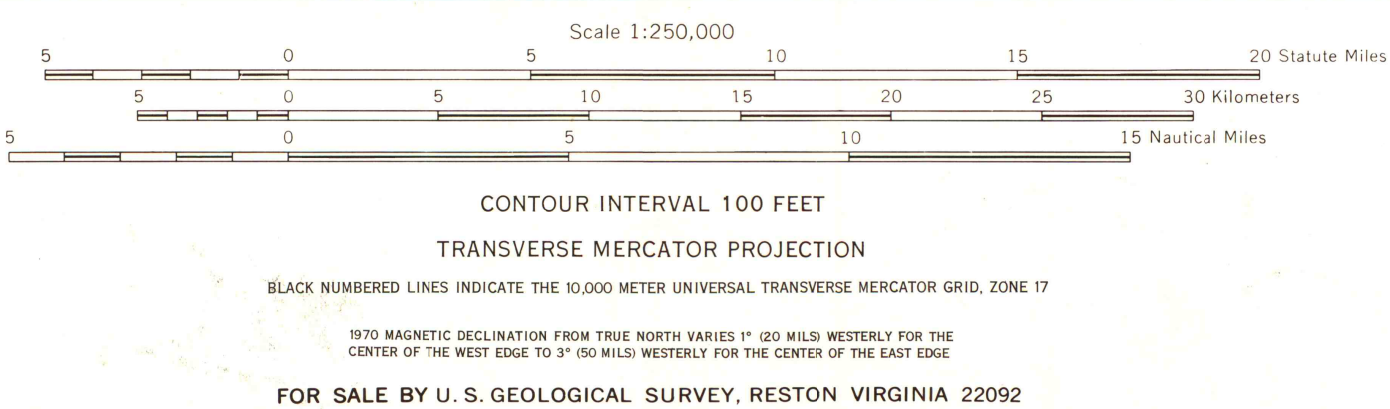 Scale 1:250,000
5 0 5 10 15 20 Statute Miles
5 0 5 10 15 20 25 30 Kilometers
5 0 5 10 15 Nautical Miles
CONTOUR INTERVAL 100 FEET
TRANSVERSE MERCATOR PROJECTION
BLACK NUMBERED LINES INDICATE THE 10,000 METER UNIVERSAL TRANSVERSE MERCATOR GRID, ZONE 17
1970 MAGNETIC DECLINATION FROM TRUE NORTH VARIES 1° (20 MILS) WESTERLY FOR THE
CENTER OF THE WEST EDGE TO 3° (50 MILS) WESTERLY FOR THE CENTER OF THE EAST EDGE
FOR SALE BY U. S. GEOLOGICAL SURVEY, RESTON VIRGINIA 22092